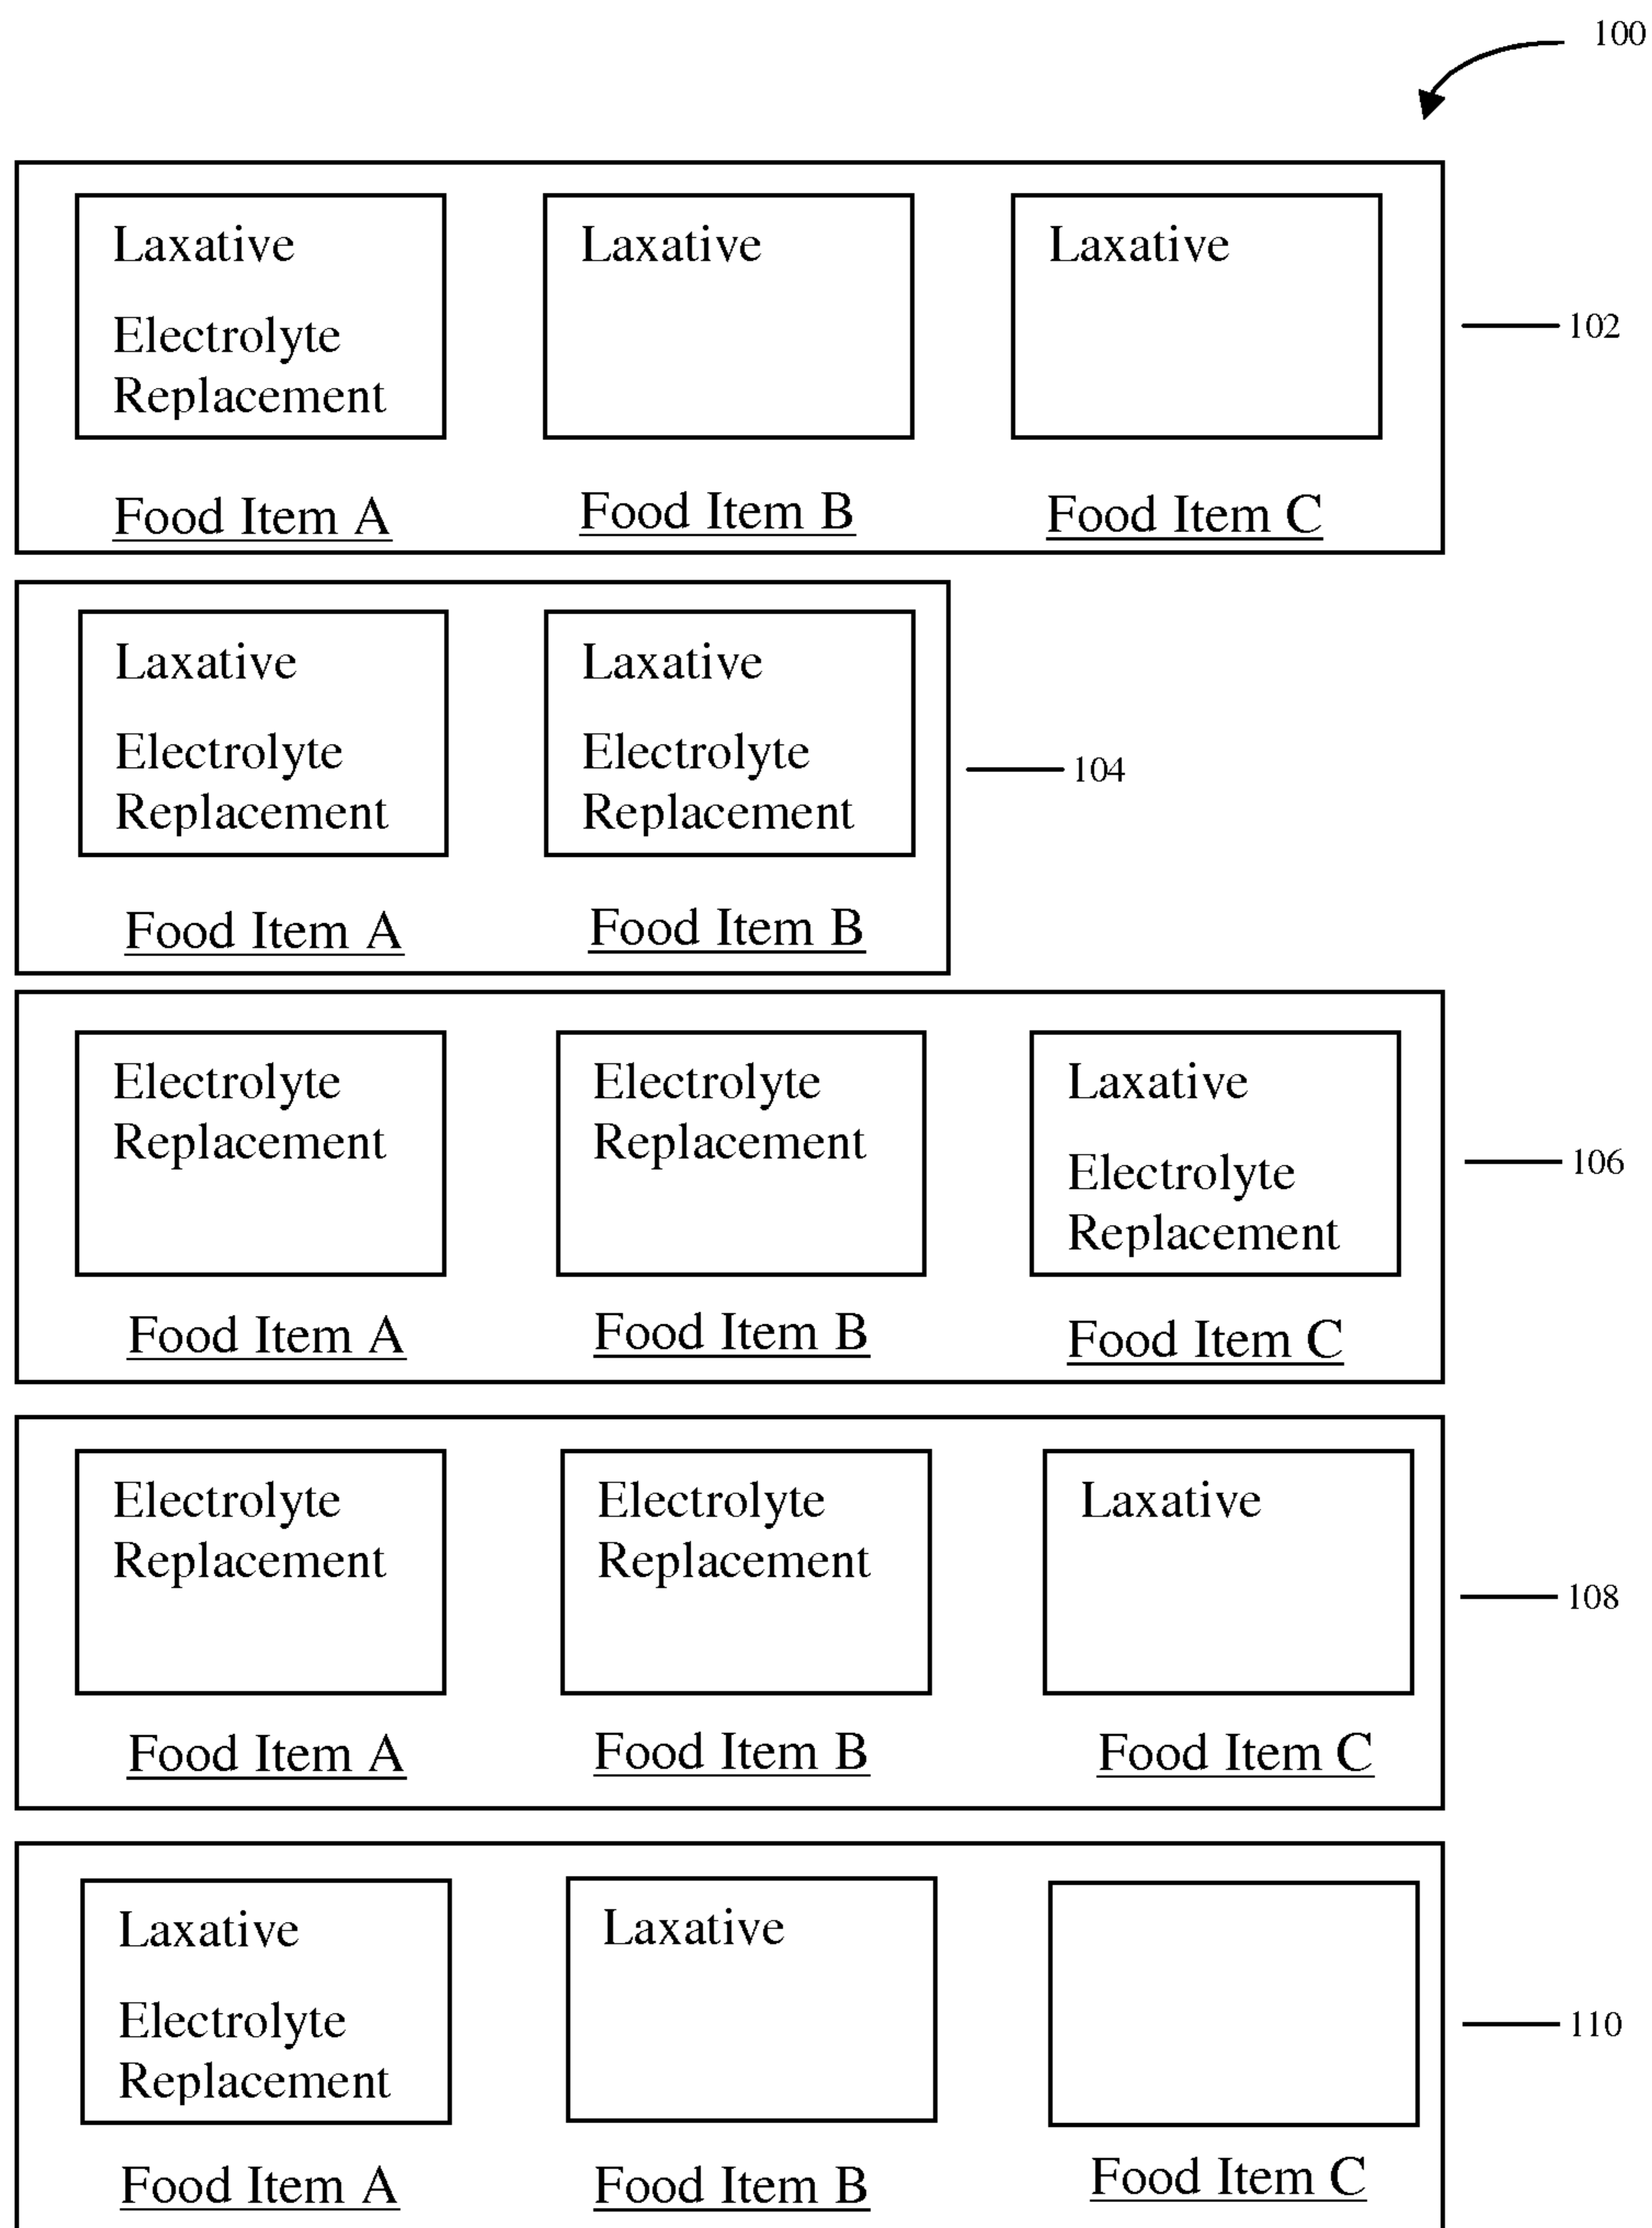 100
Laxative
Electrolyte
Replacement
Laxative
Laxative
102
Food Item A
Food Item B
Food Item C
Laxative
Electrolyte
Replacement
Laxative
Electrolyte
Replacement
104
Food Item A
Food Item B
Electrolyte
Replacement
Electrolyte
Replacement
Laxative
Electrolyte
Replacement
106
Food Item A
Food Item B
Food Item C
Electrolyte
Replacement
Electrolyte
Replacement
Laxative
108
Food Item A
Food Item B
Food Item C
Laxative
Electrolyte
Replacement
Laxative
110
Food Item A
Food Item B
Food Item C